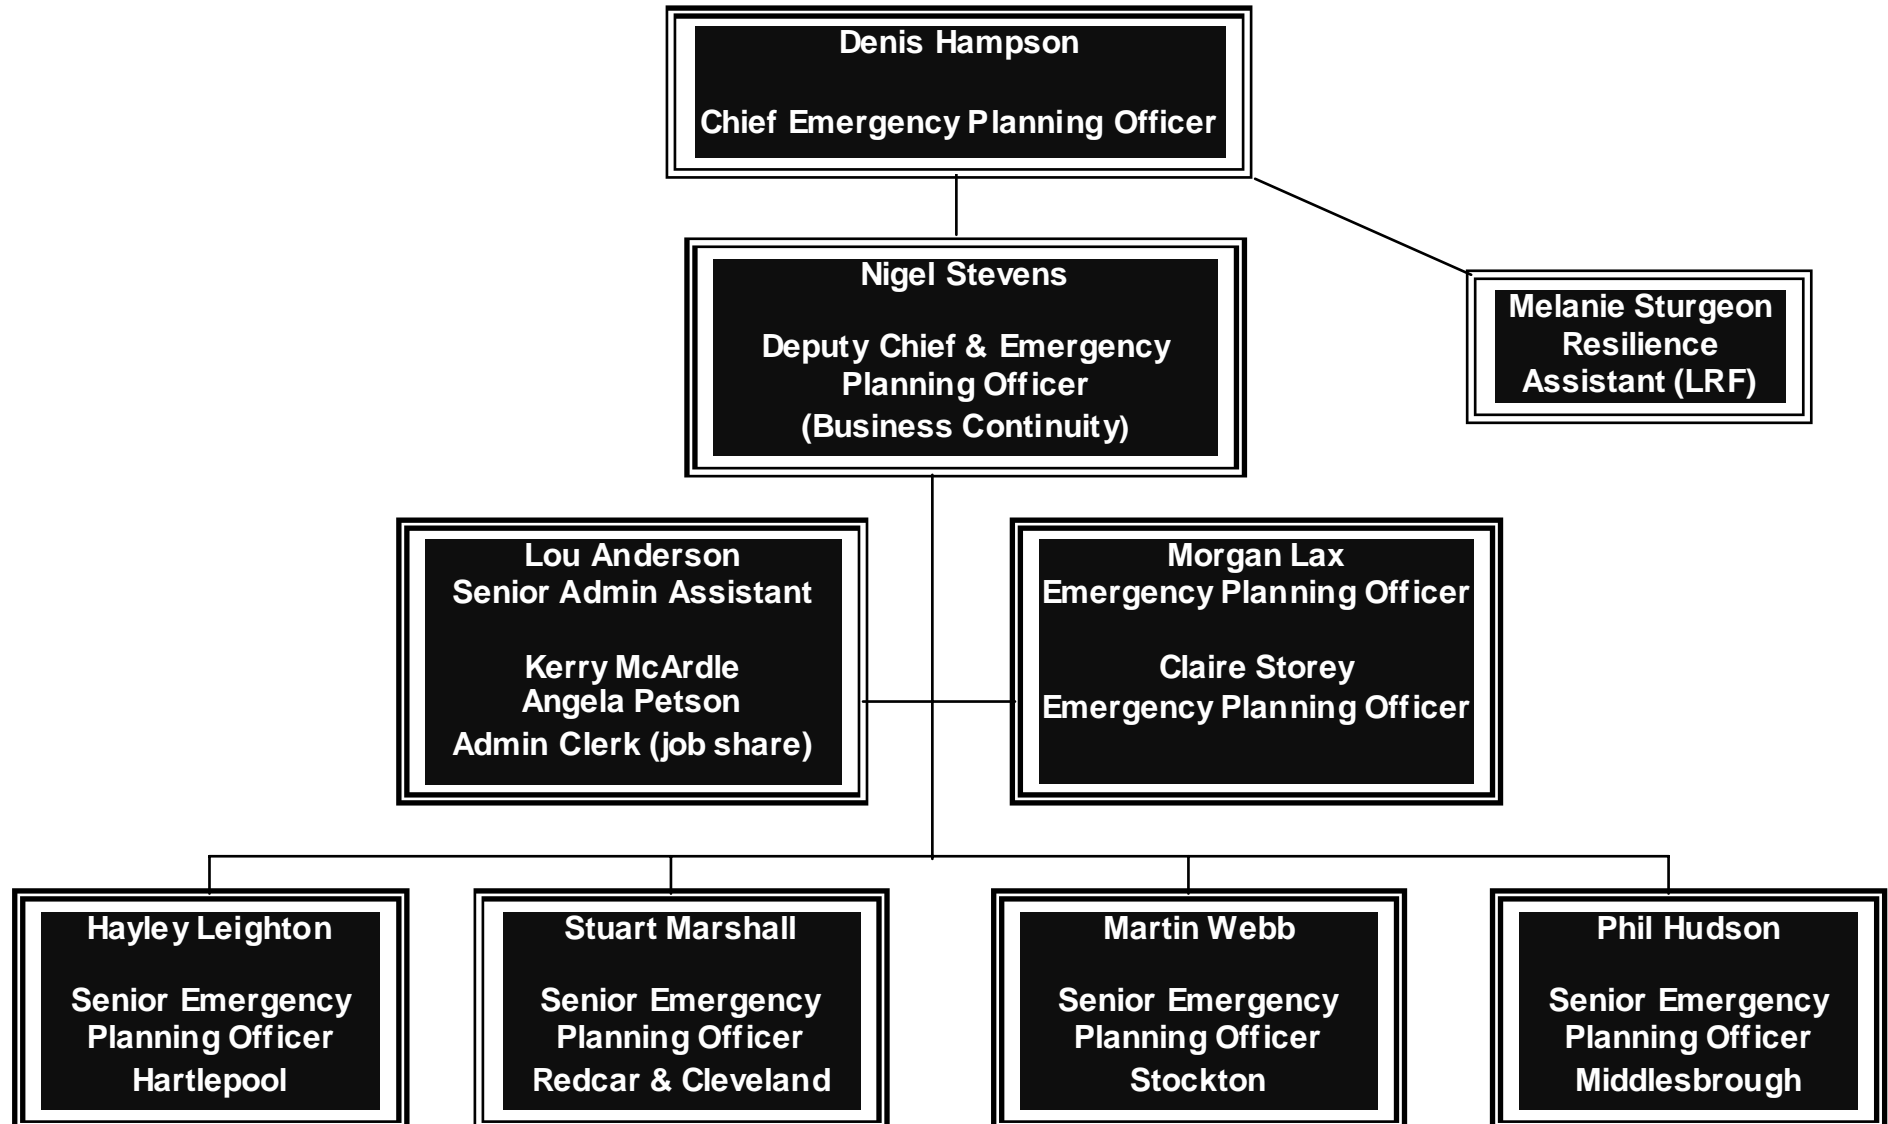 Denis Hampson
Chief Emergency Planning Officer
Nigel Stevens
Deputy Chief & Emergency
Planning Officer
(Business Continuity)
Melanie Sturgeon
Resilience
Assistant (LRF)
Lou Anderson
Senior Admin Assistant
Kerry McArdle
Angela Petson
Admin Clerk (job share)
Morgan Lax
Emergency Planning Officer
Claire Storey
Emergency Planning Officer
Hayley Leighton
Senior Emergency
Planning Officer
Hartlepool
Stuart Marshall
Senior Emergency
Planning Officer
Redcar & Cleveland
Martin Webb
Senior Emergency
Planning Officer
Stockton
Phil Hudson
Senior Emergency
Planning Officer
Middlesbrough